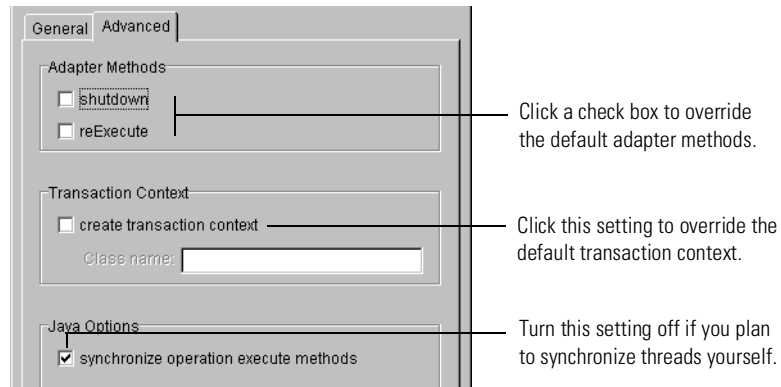 General Advanced
Adapter Methods
shutdown
reExecute
Click a check box to override
the default adapter methods.
Transaction Context
create transaction context
Class name:
Click this setting to override the
default transaction context.
Java Options
synchronize operation execute methods
Turn this setting off if you plan
to synchronize threads yourself.